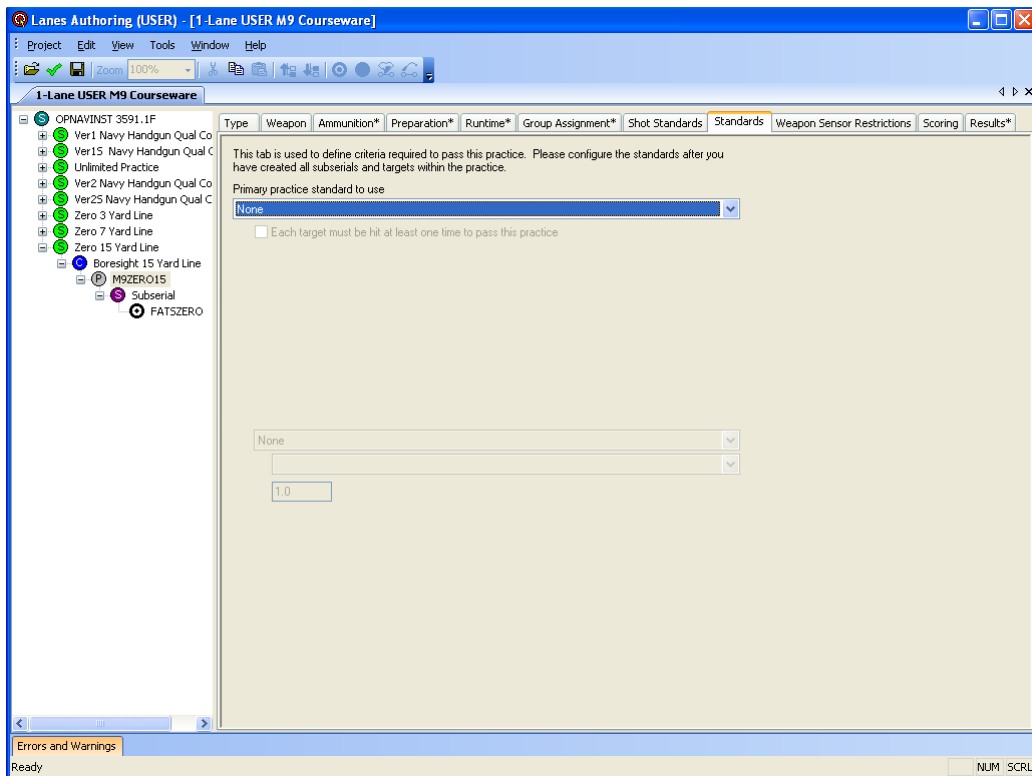 Lanes Authoring (USER) - [1-Lane USER M9 Courseware]
Project Edit View Tools Window Help
Zoom 100%
1-Lane USER M9 Courseware
OPNAVINST 3591.1F
Ver1 Navy Handgun Qual Co
Ver1S Navy Handgun Qual C
Unlimited Practice
Ver2 Navy Handgun Qual Co
Ver2S Navy Handgun Qual C
Zero 3 Yard Line
Zero 7 Yard Line
Zero 15 Yard Line
C Boresight 15 Yard Line
P M9ZERO15
S Subserial
FATSZERO
Type Weapon Ammunition* Preparation* Runtime* Group Assignment* Shot Standards Standards Weapon Sensor Restrictions Scoring Results*
This tab is used to define criteria required to pass this practice. Please configure the standards after you
have created all subserials and targets within the practice.
Primary practice standard to use
None
Each target must be hit at least one time to pass this practice
None
1.0
Errors and Warnings
Ready
NUM SCRL